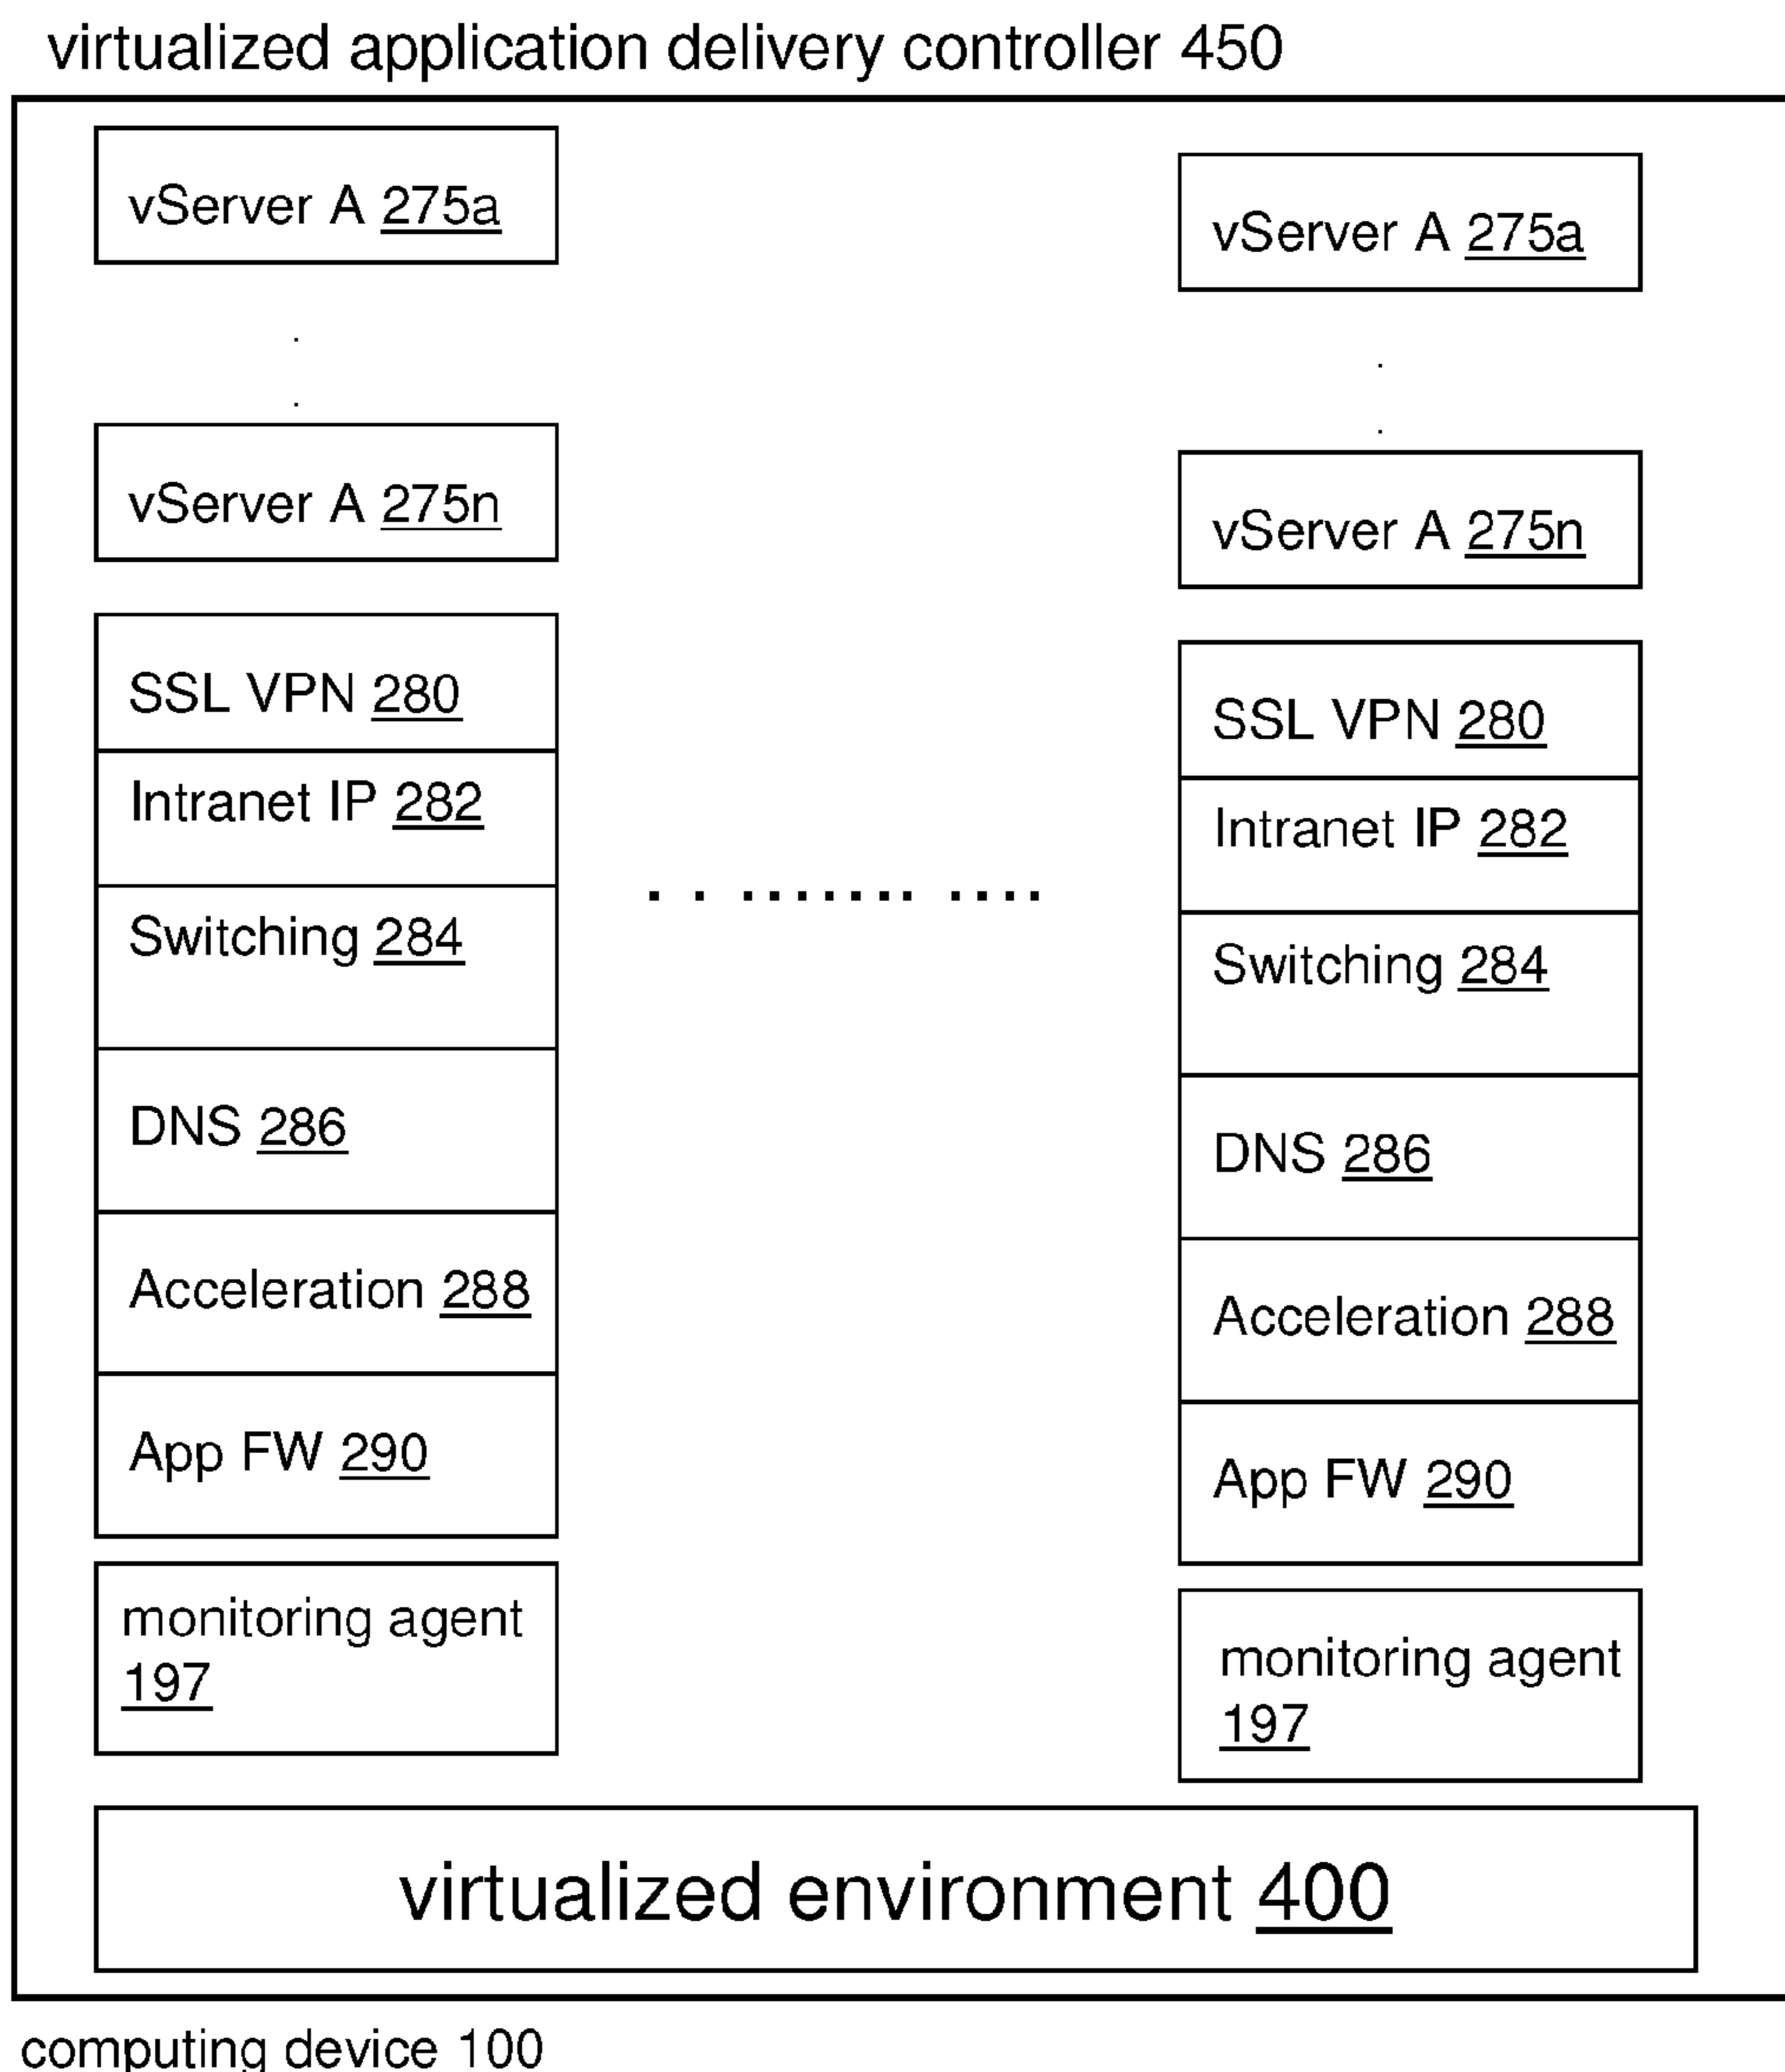 virtualized application delivery controller 450
vServer A 275a
vServer A 275n
SSL VPN 280
Intranet IP 282
Switching 284
DNS 286
Acceleration 288
App FW 290
monitoring agent
197
vServer A 275a
vServer A 275n
SSL VPN 280
Intranet IP 282
Switching 284
DNS 286
Acceleration 288
App FW 290
monitoring agent
197
virtualized environment 400
computing device 100